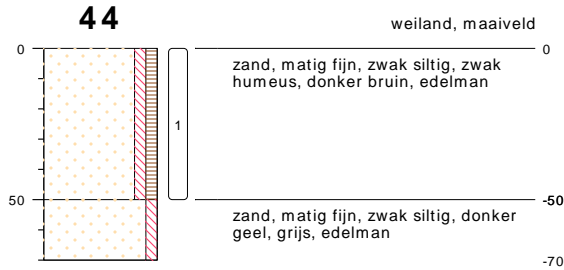 44
weiland, maaiveld
0
0
zand, matig fijn, zwak siltig, zwak
humeus, donker bruin, edelman
1
50
-50
zand, matig fijn, zwak siltig, donker
geel, grijs, edelman
-70